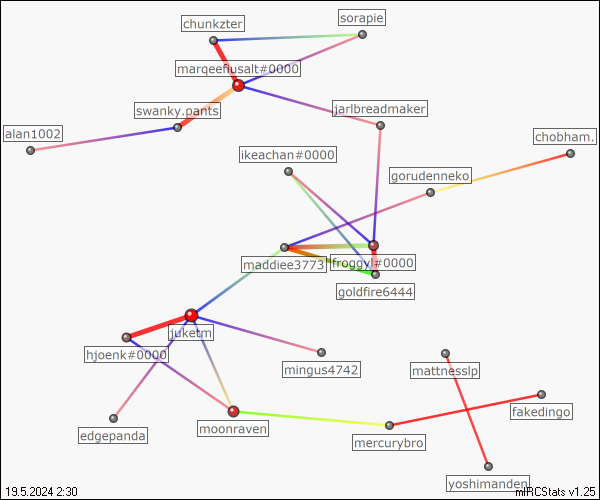 sorapie
chunkzter
marqeeflusalt#0000
swanky.pants
jarlbreadmaker
alan1002
chobham.
ikeachan#0000
gorudenneko
maddiee3773
froggyl#0000
goldfire6444
juketm
hjoenk#0000
mingus4742
mattnesslp
fakedingo
moonraven
edgepanda
mercurybro
yoshimanden
19.5.2024 2:30
mIRCStats v1.25